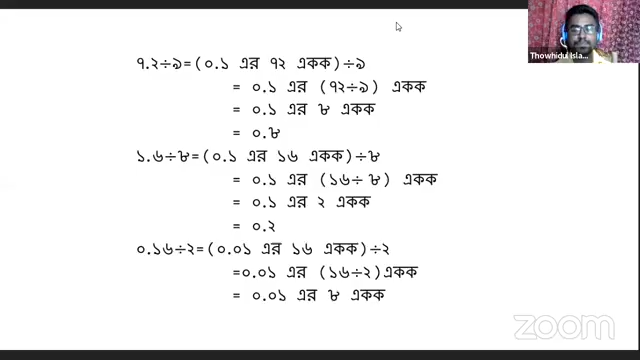 ৭.২÷৯=(০.১ এর ৭২ একক)÷৯
= ০.১ এর (৭২÷৯) একক
= ০.১ এর ৮ একক
= ০.৮
১.৬÷৮=(০.১ এর ১৬ একক)÷৮
= ০.১ এর (১৬÷ ৮) একক
= ০.১ এর ২ একক
= ০.২
০.১৬÷২=(০.০১ এর ১৬ একক)÷২
=০.০১ এর (১৬÷২)একক
= ০.০১ এর ৮ একক
Thowhidul Isla...
zoom